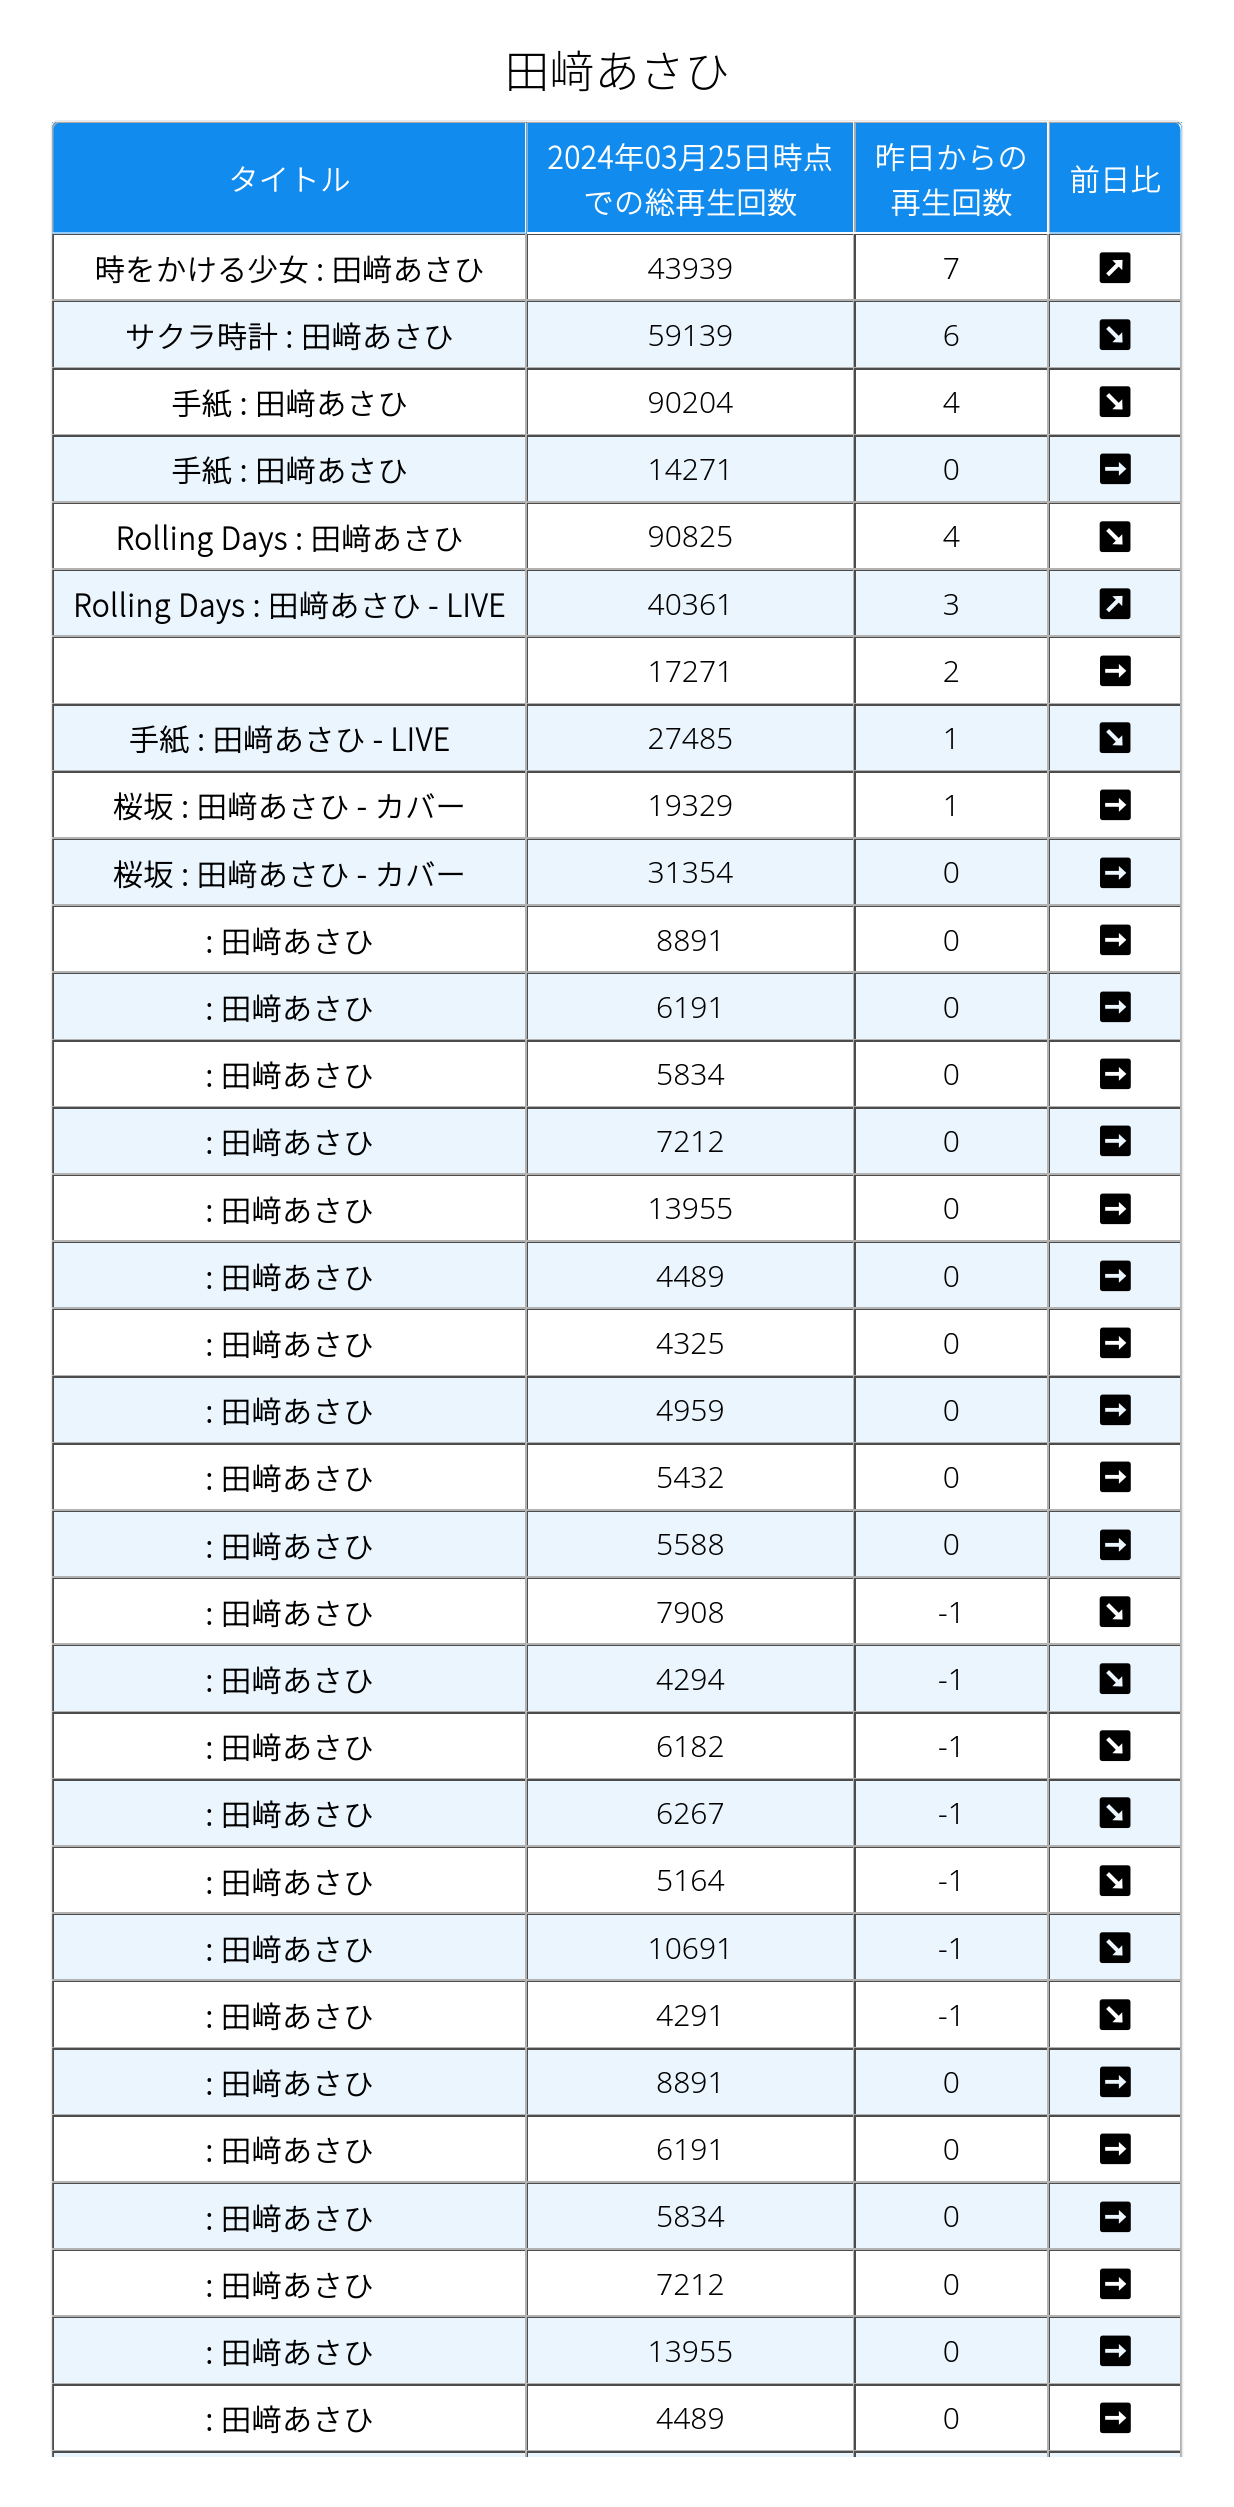 田﨑あさひ
タイトル
2024年03月25日時点
での総再生回数
昨日からの
再生回数
前日比
時をかける少女 : 田﨑あさひ 43939 7 ↗
サクラ時計 : 田﨑あさひ 59139 6 ↘
手紙 : 田﨑あさひ 90204 4 ↘
手紙 : 田﨑あさひ 14271 0 →
Rolling Days : 田﨑あさひ 90825 4 ↘
Rolling Days : 田﨑あさひ - LIVE 40361 3 ↗
17271 2 →
手紙 : 田﨑あさひ - LIVE 27485 1 ↘
桜坂 : 田﨑あさひ - カバー 19329 1 →
桜坂 : 田﨑あさひ - カバー 31354 0 →
: 田﨑あさひ 8891 0 →
: 田﨑あさひ 6191 0 →
: 田﨑あさひ 5834 0 →
: 田﨑あさひ 7212 0 →
: 田﨑あさひ 13955 0 →
: 田﨑あさひ 4489 0 →
: 田﨑あさひ 4325 0 →
: 田﨑あさひ 4959 0 →
: 田﨑あさひ 5432 0 →
: 田﨑あさひ 5588 0 →
: 田﨑あさひ 7908 -1 ↘
: 田﨑あさひ 4294 -1 ↘
: 田﨑あさひ 6182 -1 ↘
: 田﨑あさひ 6267 -1 ↘
: 田﨑あさひ 5164 -1 ↘
: 田﨑あさひ 10691 -1 ↘
: 田﨑あさひ 4291 -1 ↘
: 田﨑あさひ 8891 0 →
: 田﨑あさひ 6191 0 →
: 田﨑あさひ 5834 0 →
: 田﨑あさひ 7212 0 →
: 田﨑あさひ 13955 0 →
: 田﨑あさひ 4489 0 →